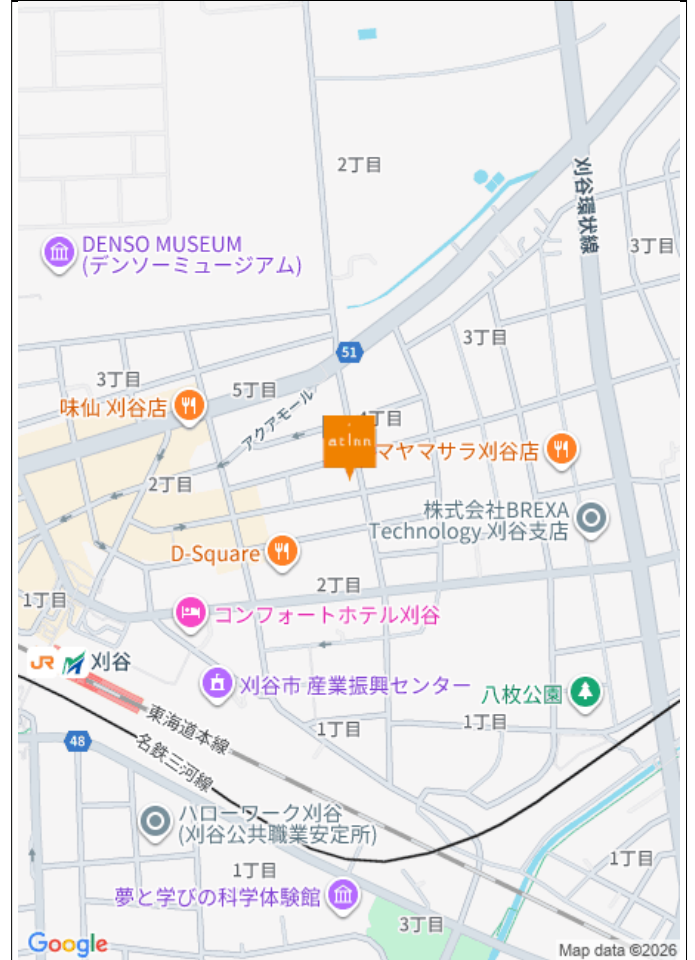 2丁目
刈谷環状線
DENSO MUSEUM
(デンソーミュージアム)
3丁目
3丁目
51
3丁目
5丁目
味仙 刈谷店
アクアモール
4丁目
atinn
マヤマサラ刈谷店
2丁目
株式会社BREXA
Technology 刈谷支店
D-Square
2丁目
1丁目
コンフォートホテル刈谷
JR 刈谷
刈谷市 産業振興センター
八枚公園
東海道本線
1丁目
1丁目
48
名鉄三河線
ハローワーク刈谷
(刈谷公共職業安定所)
1丁目
1丁目
夢と学びの科学体験館
3丁目
Google
Map data ©2026